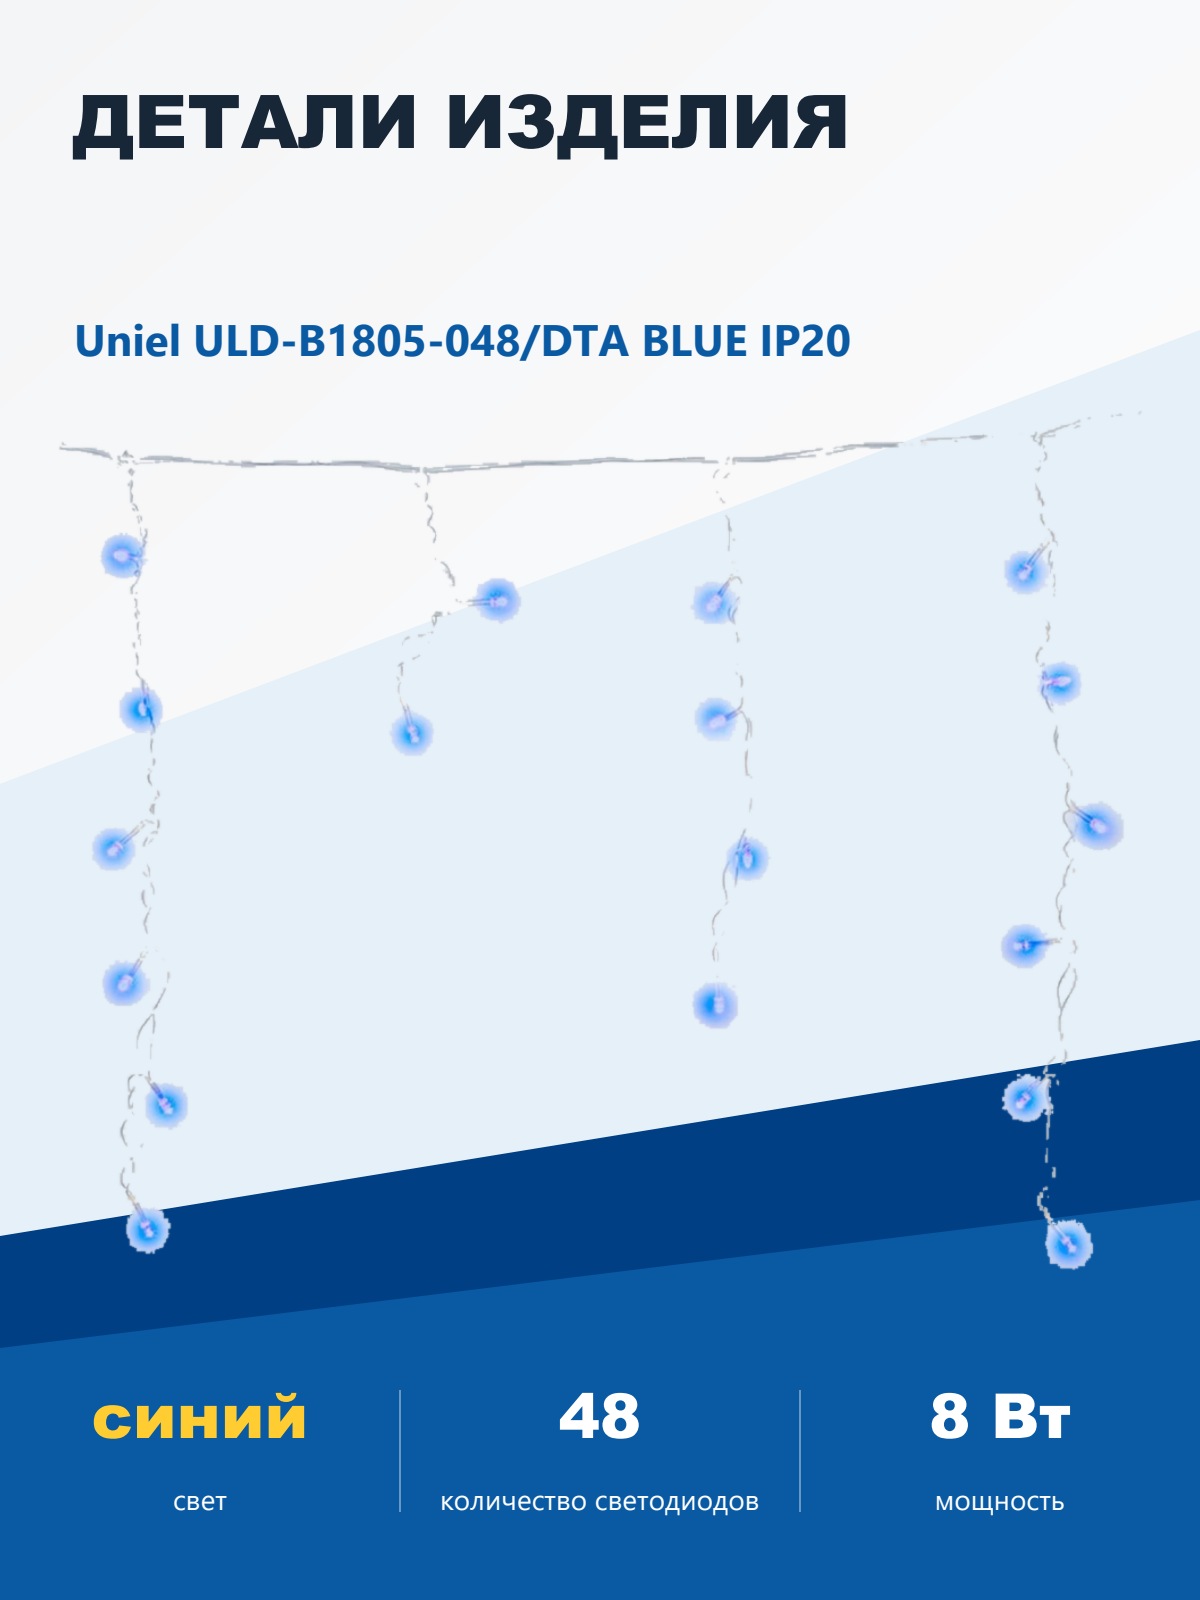 ДЕТАЛИ ИЗДЕЛИЯ
Uniel ULD-B1805-048/DTA BLUE IP20
синий
свет
48
количество светодиодов
8 Вт
мощность